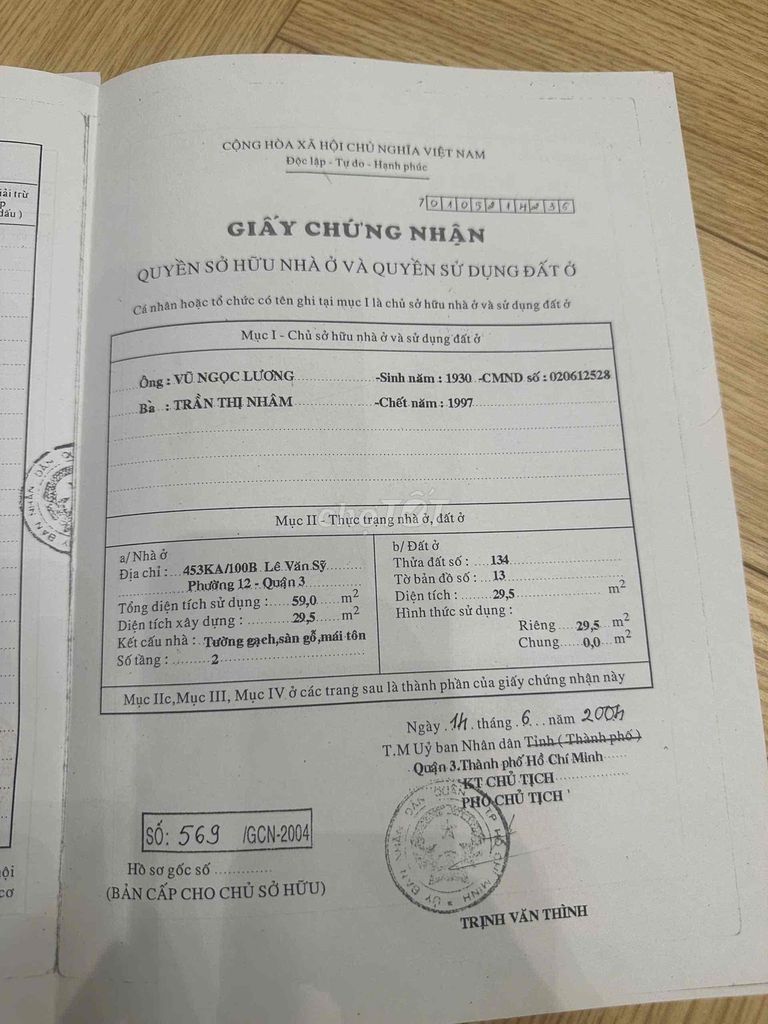 CỘNG HÒA XÃ HỘI CHỦ NGHĨA VIỆT NAM
Độc lập - Tự do - Hạnh phúc
70105214236
GIẤY CHỨNG NHẬN
QUYỀN SỞ HỮU NHÀ Ở VÀ QUYỀN SỬ DỤNG ĐẤT Ở
Cá nhân hoặc tổ chức có tên ghi tại mục I là chủ sở hữu nhà ở và sử dụng đất ở
Mục I - Chủ sở hữu nhà ở và sử dụng đất ở
Ông : VŨ NGỌC LƯƠNG -Sinh năm : 1930 -CMND số : 020612528
Bà : TRẦN THỊ NHÂM -Chết năm : 1997
chợTỐT
Mục II - Thực trạng nhà ở, đất ở
a/ Nhà ở
Địa chỉ : 453KA/100B Lê Văn Sỹ
Phường 12 - Quận 3
Tổng diện tích sử dụng : 59,0 m2
Diện tích xây dựng : 29,5 m2
Kết cấu nhà : Tường gạch,sàn gỗ,mái tôn
Số tầng : 2
b/ Đất ở
Thửa đất số : 134
Tờ bản đồ số : 13
Diện tích : 29,5 m2
Hình thức sử dụng :
Riêng 29,5 m2
Chung 0,0 m2
Mục IIc,Mục III, Mục IV ở các trang sau là thành phần của giấy chứng nhận này
Ngày 14 tháng 6 năm 2004
T.M Uỷ ban Nhân dân Tỉnh ( Thành phố )
Quận 3.Thành phố Hồ Chí Minh
KT CHỦ TỊCH
PHÓ CHỦ TỊCH
SỐ: 569 /GCN-2004
Hồ sơ gốc số
(BẢN CẤP CHO CHỦ SỞ HỮU)
TRỊNH VĂN THÌNH